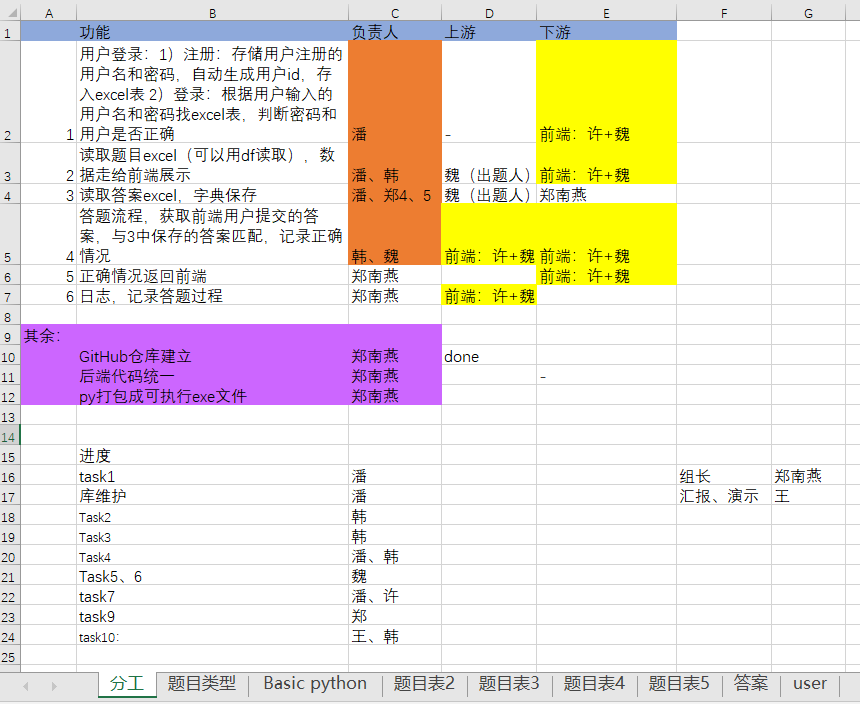 A B C D E F G
1 功能 负责人 上游 下游
用户登录：1）注册：存储用户注册的
用户名和密码，自动生成用户id，存
入excel表 2）登录：根据用户输入的
用户名和密码找excel表，判断密码和
2 1 用户是否正确 潘 - 前端：许+魏
读取题目excel（可以用df读取），数
3 2 据走给前端展示 潘、韩 魏（出题人） 前端：许+魏
4 3 读取答案excel，字典保存 潘、郑4、5 魏（出题人） 郑南燕
答题流程，获取前端用户提交的答
案，与3中保存的答案匹配，记录正确
5 4 情况 韩、魏 前端：许+魏 前端：许+魏
6 5 正确情况返回前端 郑南燕 前端：许+魏
7 6 日志，记录答题过程 郑南燕 前端：许+魏
8
9 其余：
10 GitHub仓库建立 郑南燕 done
11 后端代码统一 郑南燕 -
12 py打包成可执行exe文件 郑南燕
13
14
15 进度
16 task1 潘 组长 郑南燕
17 库维护 潘 汇报、演示 王
18 Task2 韩
19 Task3 韩
20 Task4 潘、韩
21 Task5、6 魏
22 task7 潘、许
23 task9 郑
24 task10： 王、韩
25
分工 题目类型 Basic python 题目表2 题目表3 题目表4 题目表5 答案 user